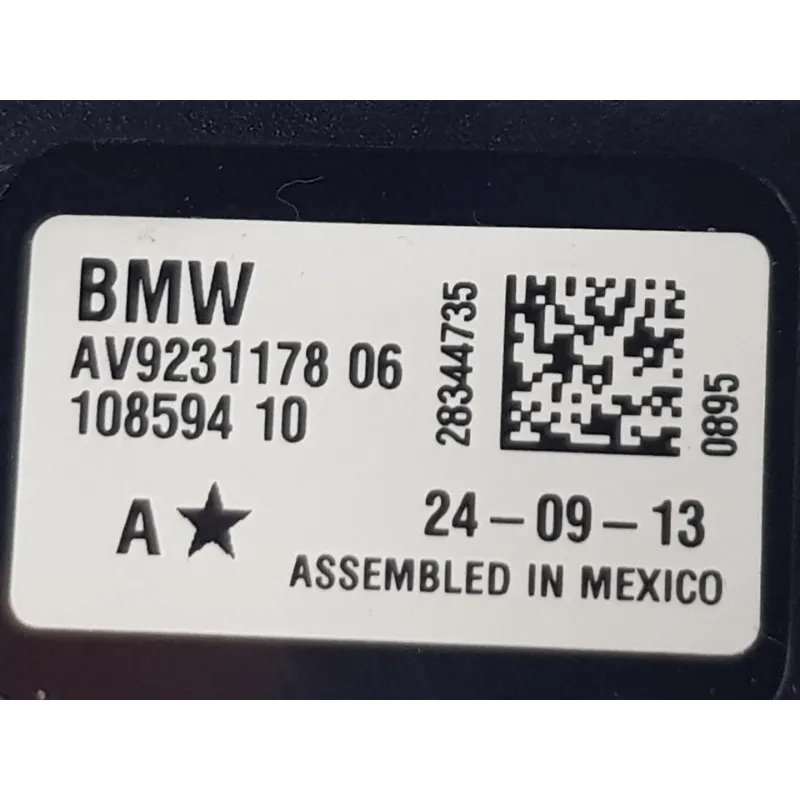 BMW
AV9231178 06
108594 10
28344735
0895
A★
24-09-13
ASSEMBLED IN MEXICO